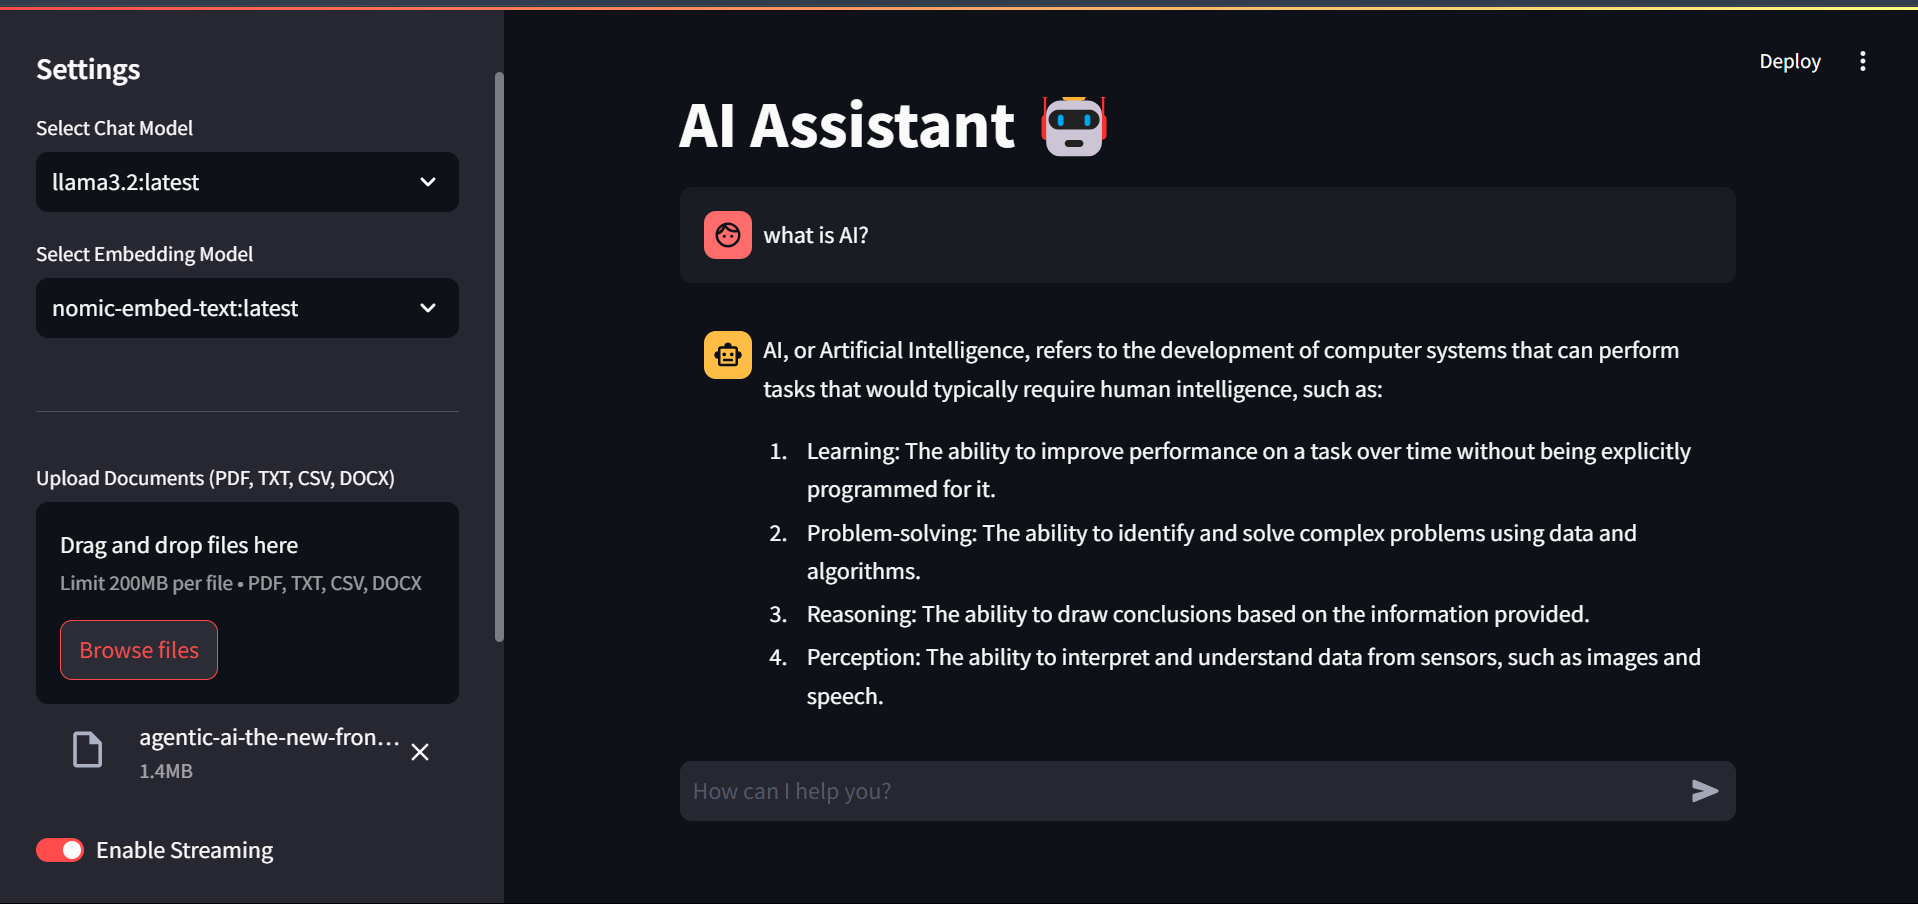 Settings
Select Chat Model
llama3.2:latest
Select Embedding Model
nomic-embed-text:latest
Upload Documents (PDF, TXT, CSV, DOCX)
Drag and drop files here
Limit 200MB per file • PDF, TXT, CSV, DOCX
Browse files
agentic-ai-the-new-fron...
1.4MB
Enable Streaming
Deploy
AI Assistant
what is AI?
AI, or Artificial Intelligence, refers to the development of computer systems that can perform
tasks that would typically require human intelligence, such as:
1. Learning: The ability to improve performance on a task over time without being explicitly
programmed for it.
2. Problem-solving: The ability to identify and solve complex problems using data and
algorithms.
3. Reasoning: The ability to draw conclusions based on the information provided.
4. Perception: The ability to interpret and understand data from sensors, such as images and
speech.
How can I help you?